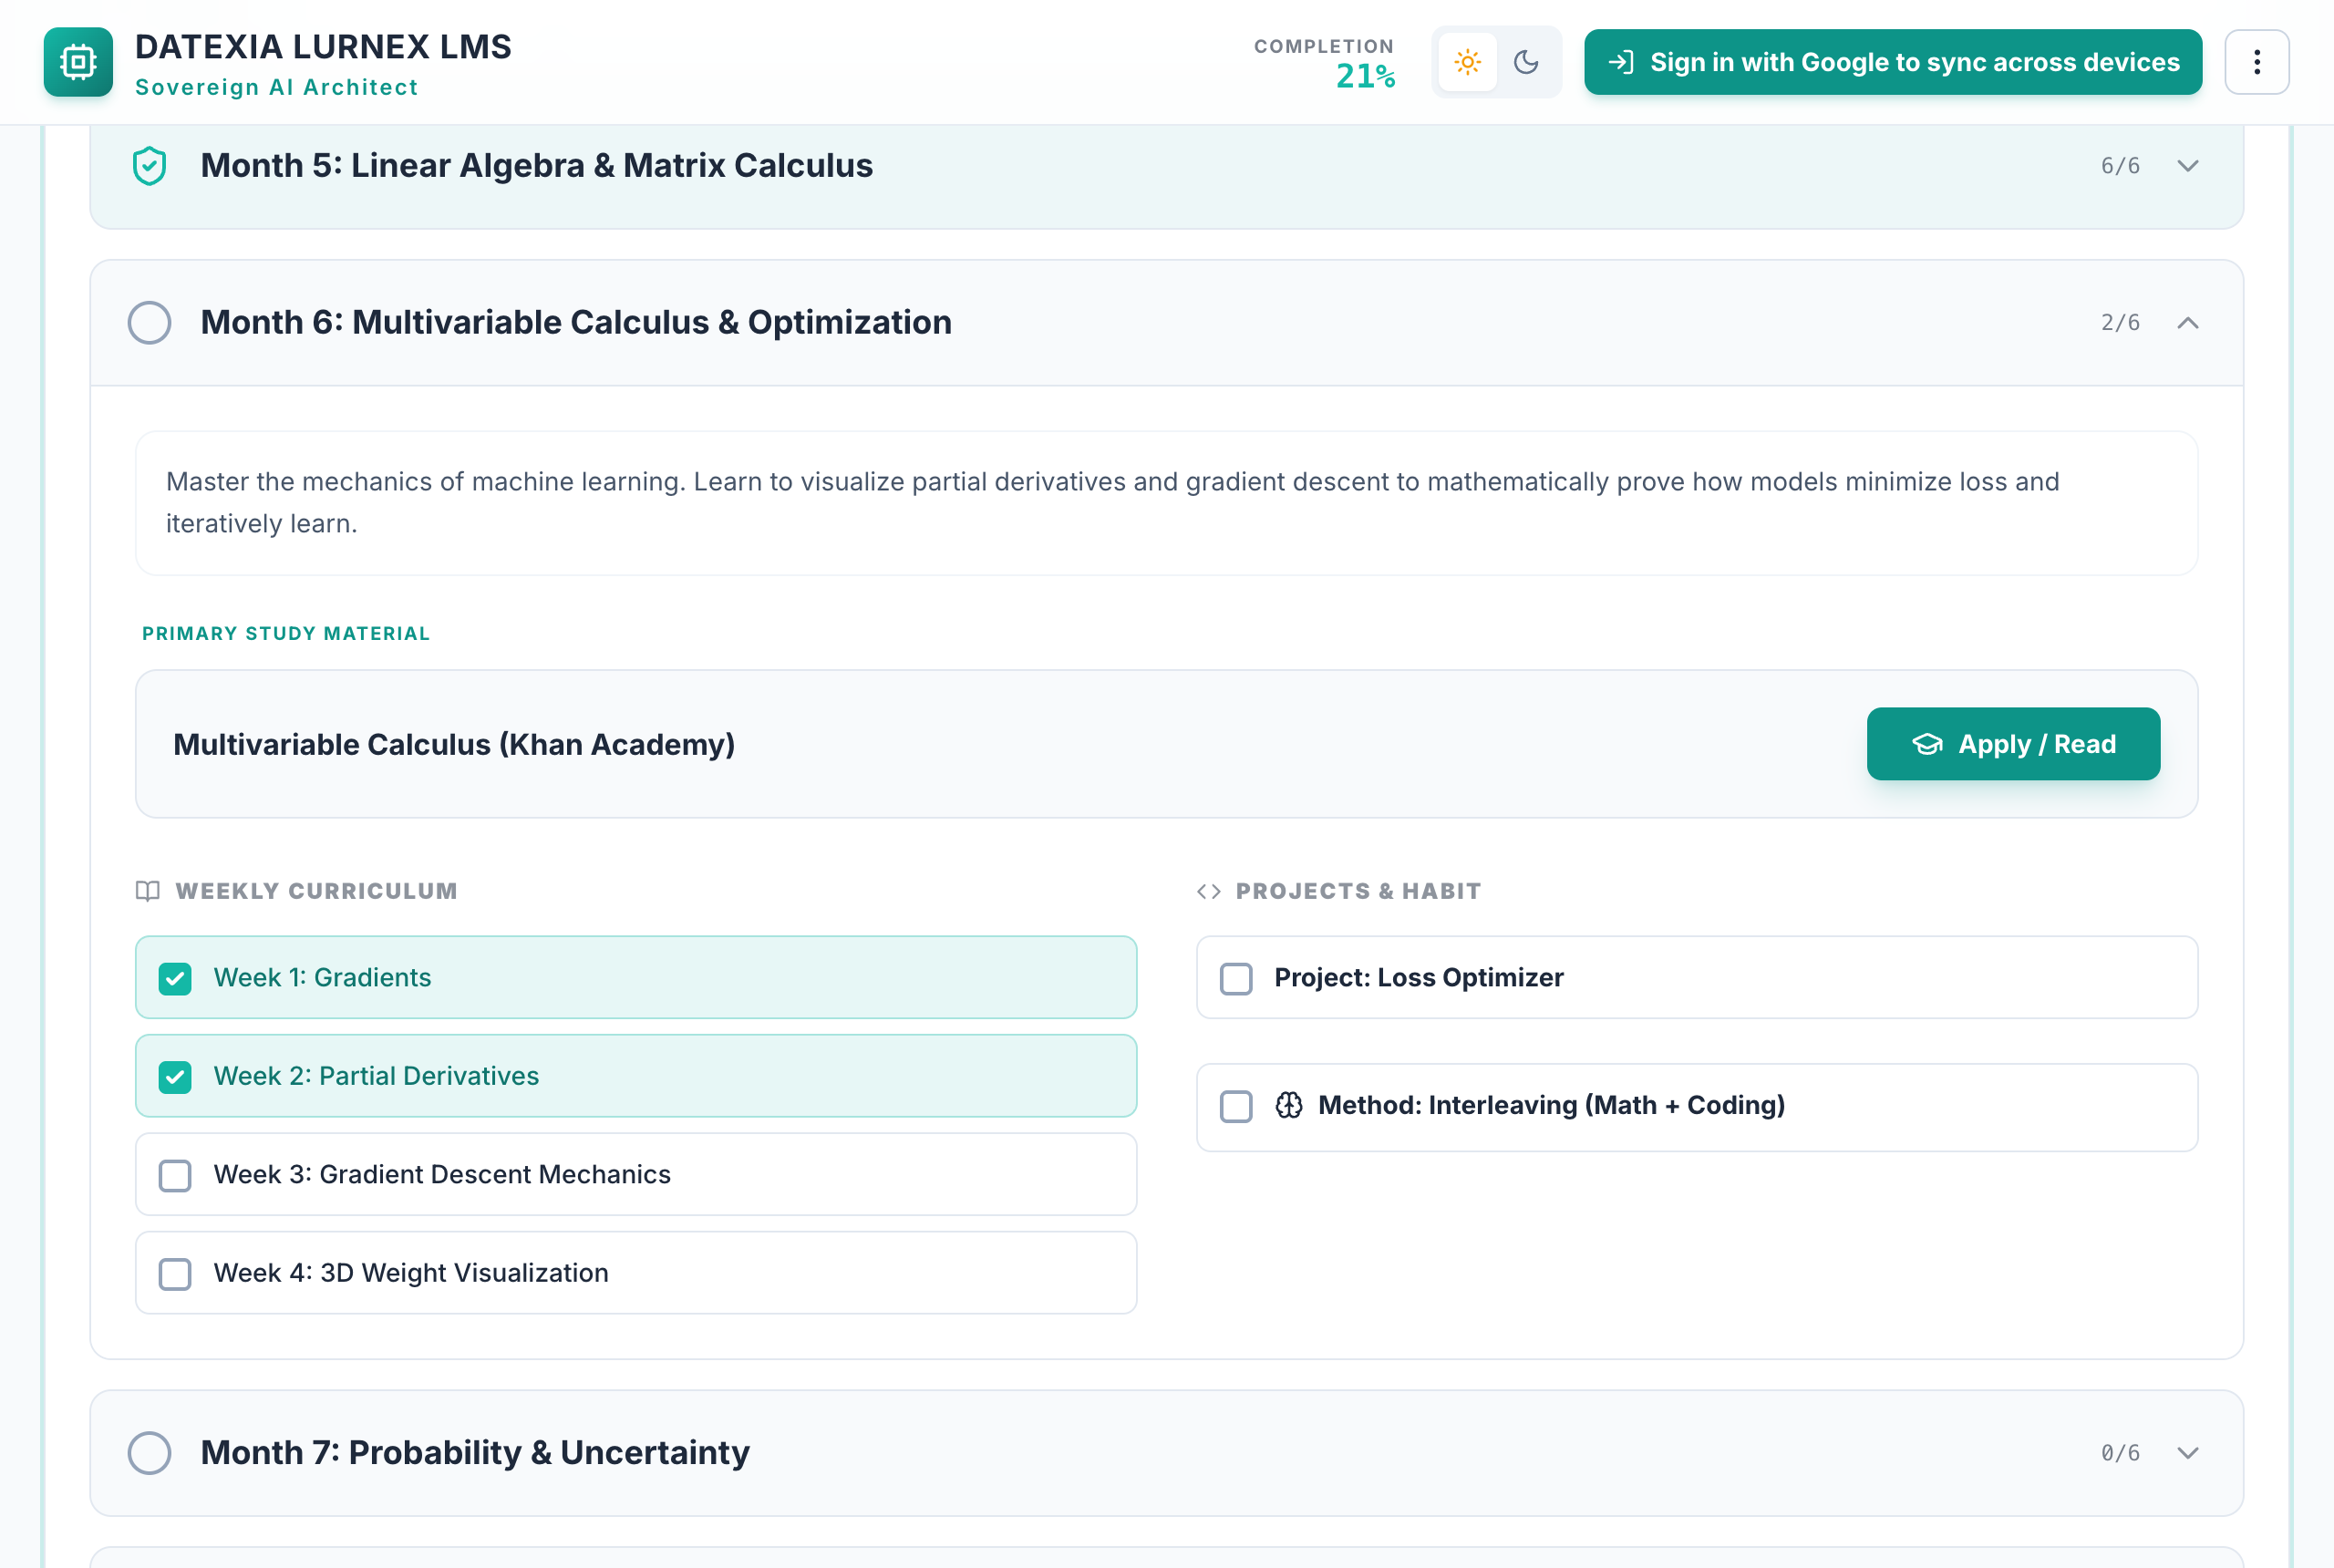 DATEXIA LURNEX LMS
Sovereign AI Architect
COMPLETION
21%
Sign in with Google to sync across devices
Month 5: Linear Algebra & Matrix Calculus
6/6
Month 6: Multivariable Calculus & Optimization
2/6
Master the mechanics of machine learning. Learn to visualize partial derivatives and gradient descent to mathematically prove how models minimize loss and
iteratively learn.
PRIMARY STUDY MATERIAL
Multivariable Calculus (Khan Academy)
Apply / Read
WEEKLY CURRICULUM
Week 1: Gradients
Week 2: Partial Derivatives
Week 3: Gradient Descent Mechanics
Week 4: 3D Weight Visualization
PROJECTS & HABIT
Project: Loss Optimizer
Method: Interleaving (Math + Coding)
Month 7: Probability & Uncertainty
0/6